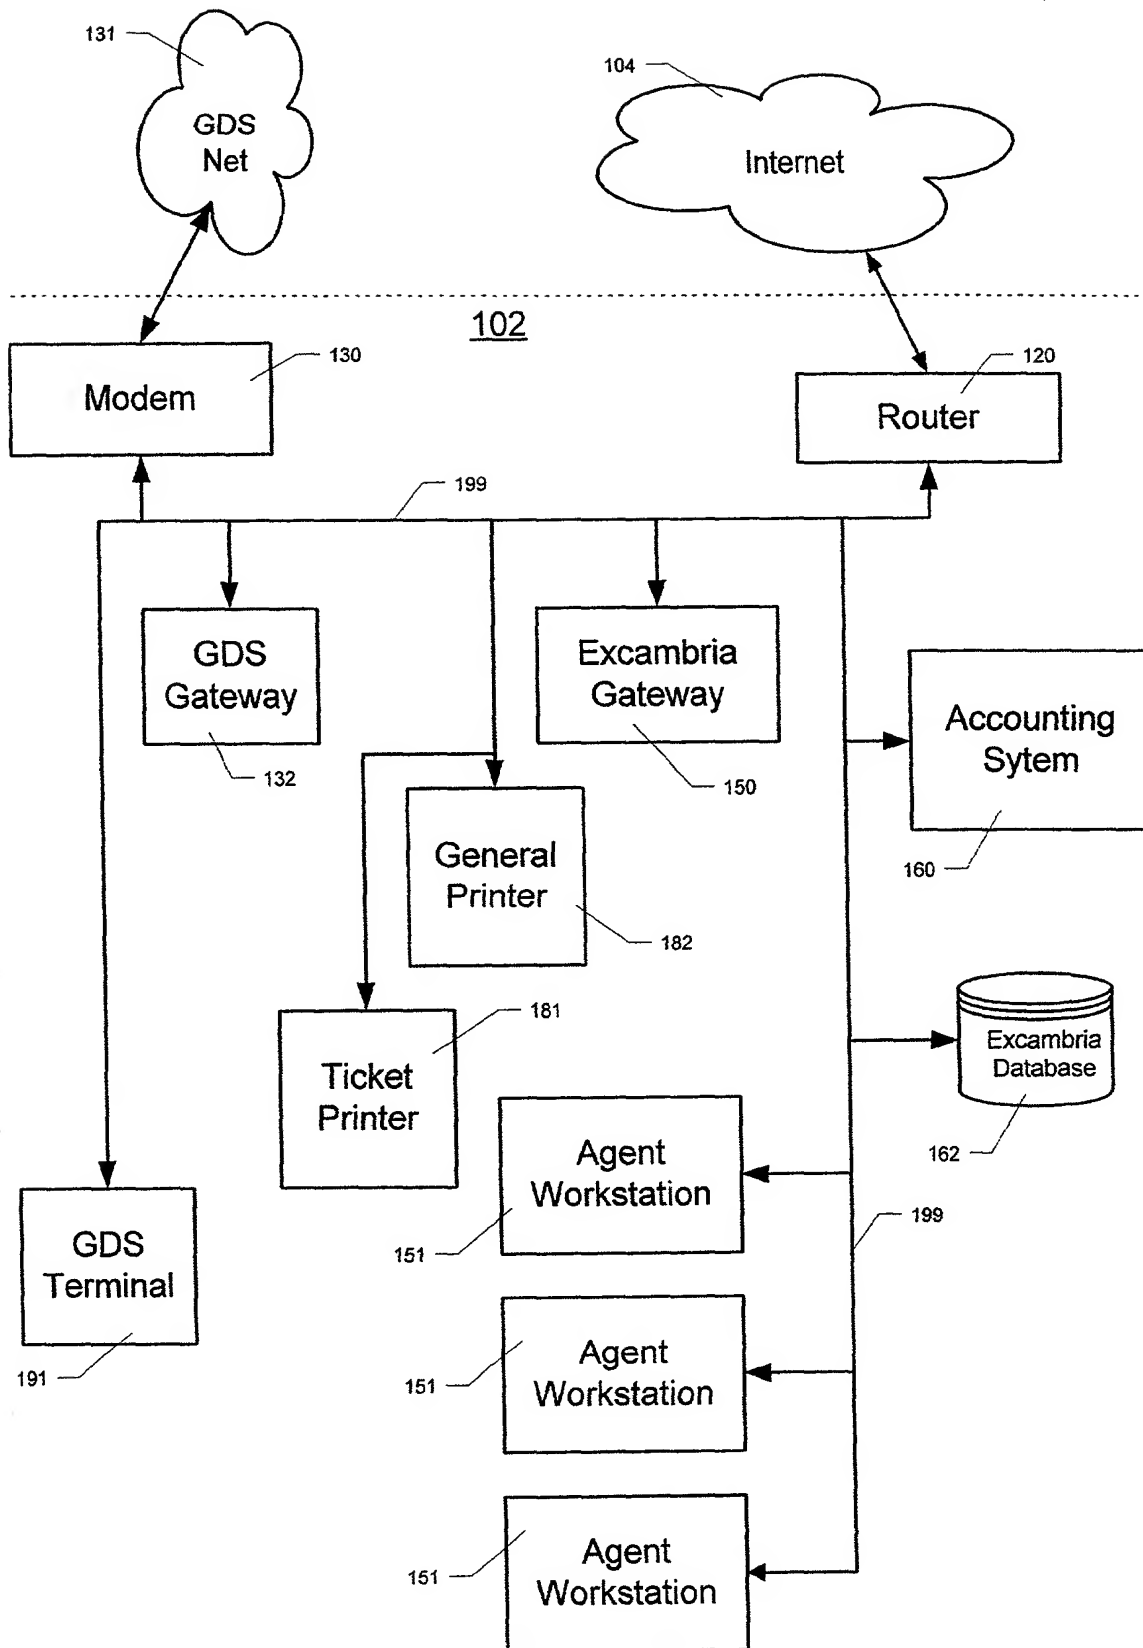 131
GDS
Net
104
Internet
102
130
Modem
120
Router
199
GDS
Gateway
132
Excambria
Gateway
150
Accounting
Sytem
160
General
Printer
182
181
Ticket
Printer
Excambria
Database
162
Agent
Workstation
151
199
GDS
Terminal
191
Agent
Workstation
151
Agent
Workstation
151